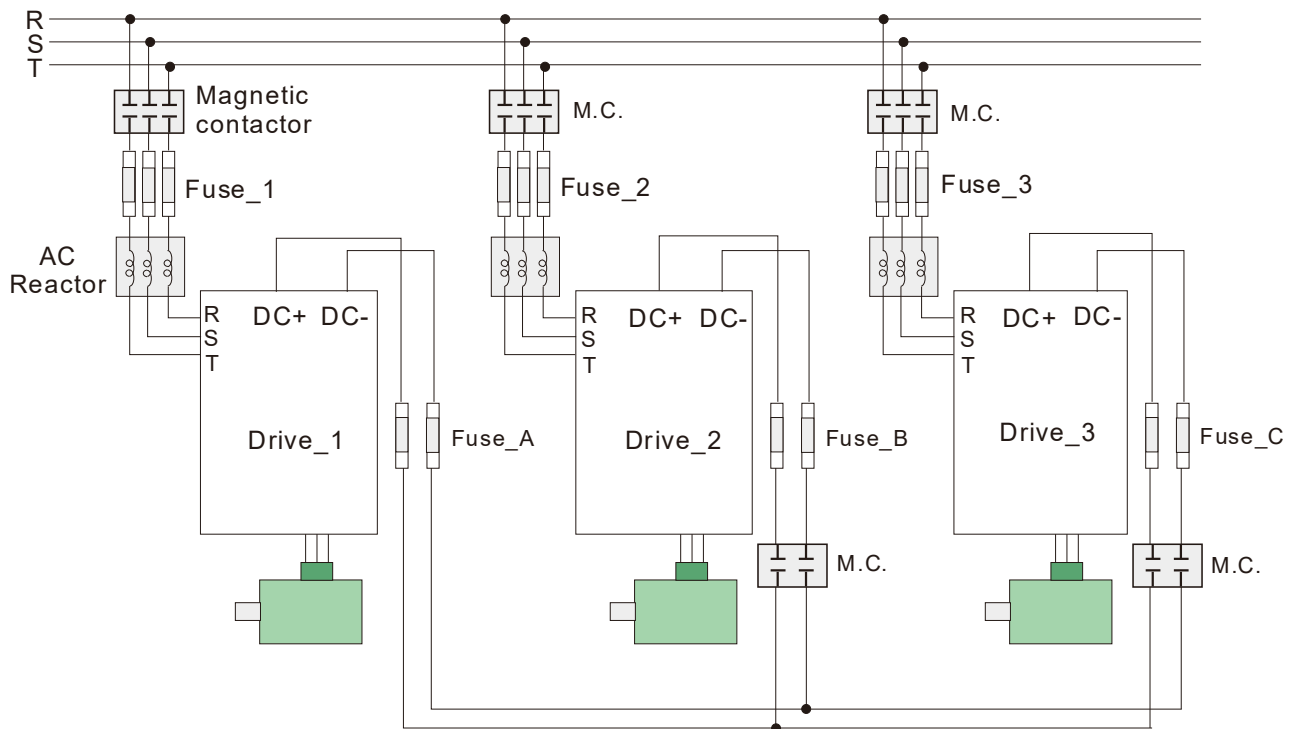 R
S
T
Magnetic
contactor
M.C.
M.C.
Fuse_1
Fuse_2
Fuse_3
AC
Reactor
R
S
T
DC+ DC-
Drive_1
Fuse_A
R
S
T
DC+ DC-
Drive_2
Fuse_B
M.C.
R
S
T
DC+ DC-
Drive_3
Fuse_C
M.C.